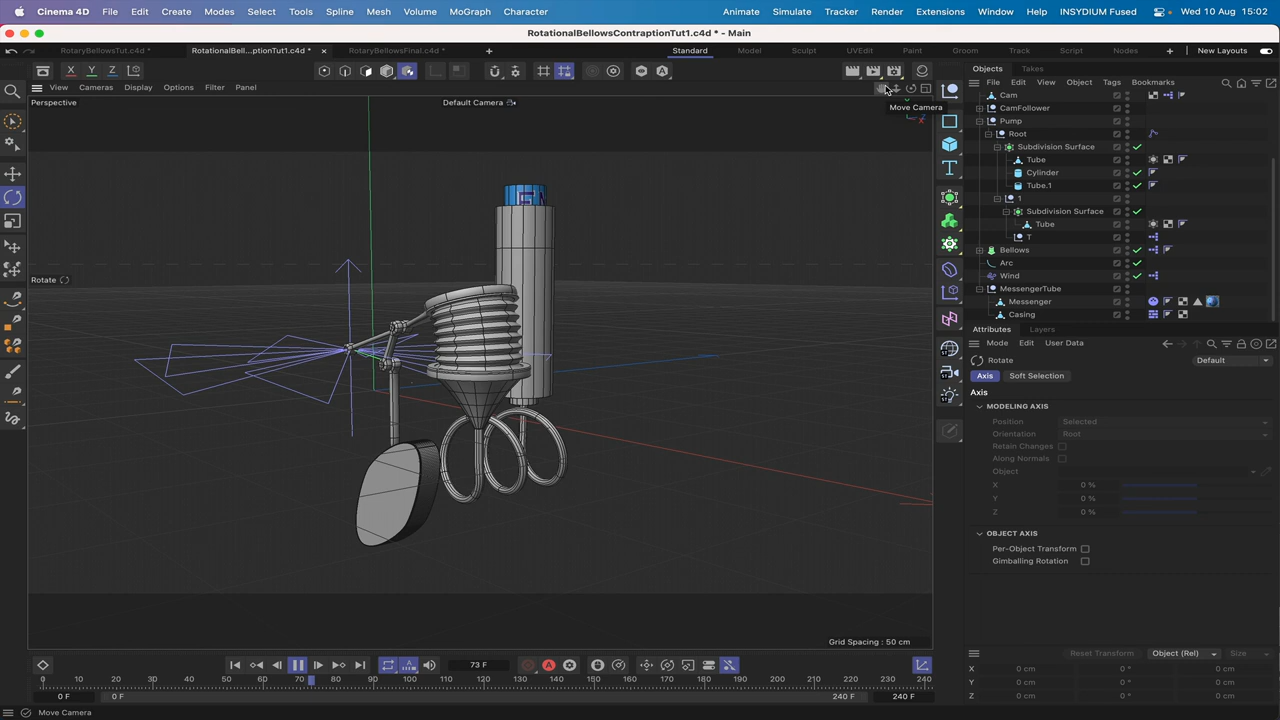 Cinema 4D File Edit Create Modes Select Tools Spline Mesh Volume MoGraph Character Animate Simulate Tracker Render Extensions Window Help INSYDIUM Fused Wed 10 Aug 15:02
RotationalBellowsContraptionTut1.c4d * - Main
RotaryBellowsTut.c4d * RotationalBell...ptionTut1.c4d * RotaryBellowsFinal.c4d * Standard Model Sculpt UVEdit Paint Groom Track Script Nodes New Layouts
X Y Z
Objects Takes
View Cameras Display Options Filter Panel
File Edit View Object Tags Bookmarks
Perspective Default Camera
Move Camera
Cam
CamFollower
Pump
Root
Subdivision Surface
Tube
Cylinder
Tube.1
1
Subdivision Surface
Tube
T
Bellows
Arc
Wind
MessengerTube
Messenger
Casing
Rotate
Attributes Layers
Mode Edit User Data
Rotate Default
Axis Soft Selection
Axis
MODELING AXIS
Position Selected
Orientation Root
Retain Changes
Along Normals
Object
X 0 %
Y 0 %
Z 0 %
OBJECT AXIS
Per-Object Transform
Gimballing Rotation
Grid Spacing : 50 cm
Reset Transform Object (Rel) Size
73 F
0 10 20 30 40 50 60 70 80 90 100 110 120 130 140 150 160 170 180 190 200 210 220 230 240
0 F 0 F 240 F 240 F
X 0 cm 0 ° 0 cm
Y 0 cm 0 ° 0 cm
Z 0 cm 0 ° 0 cm
Move Camera